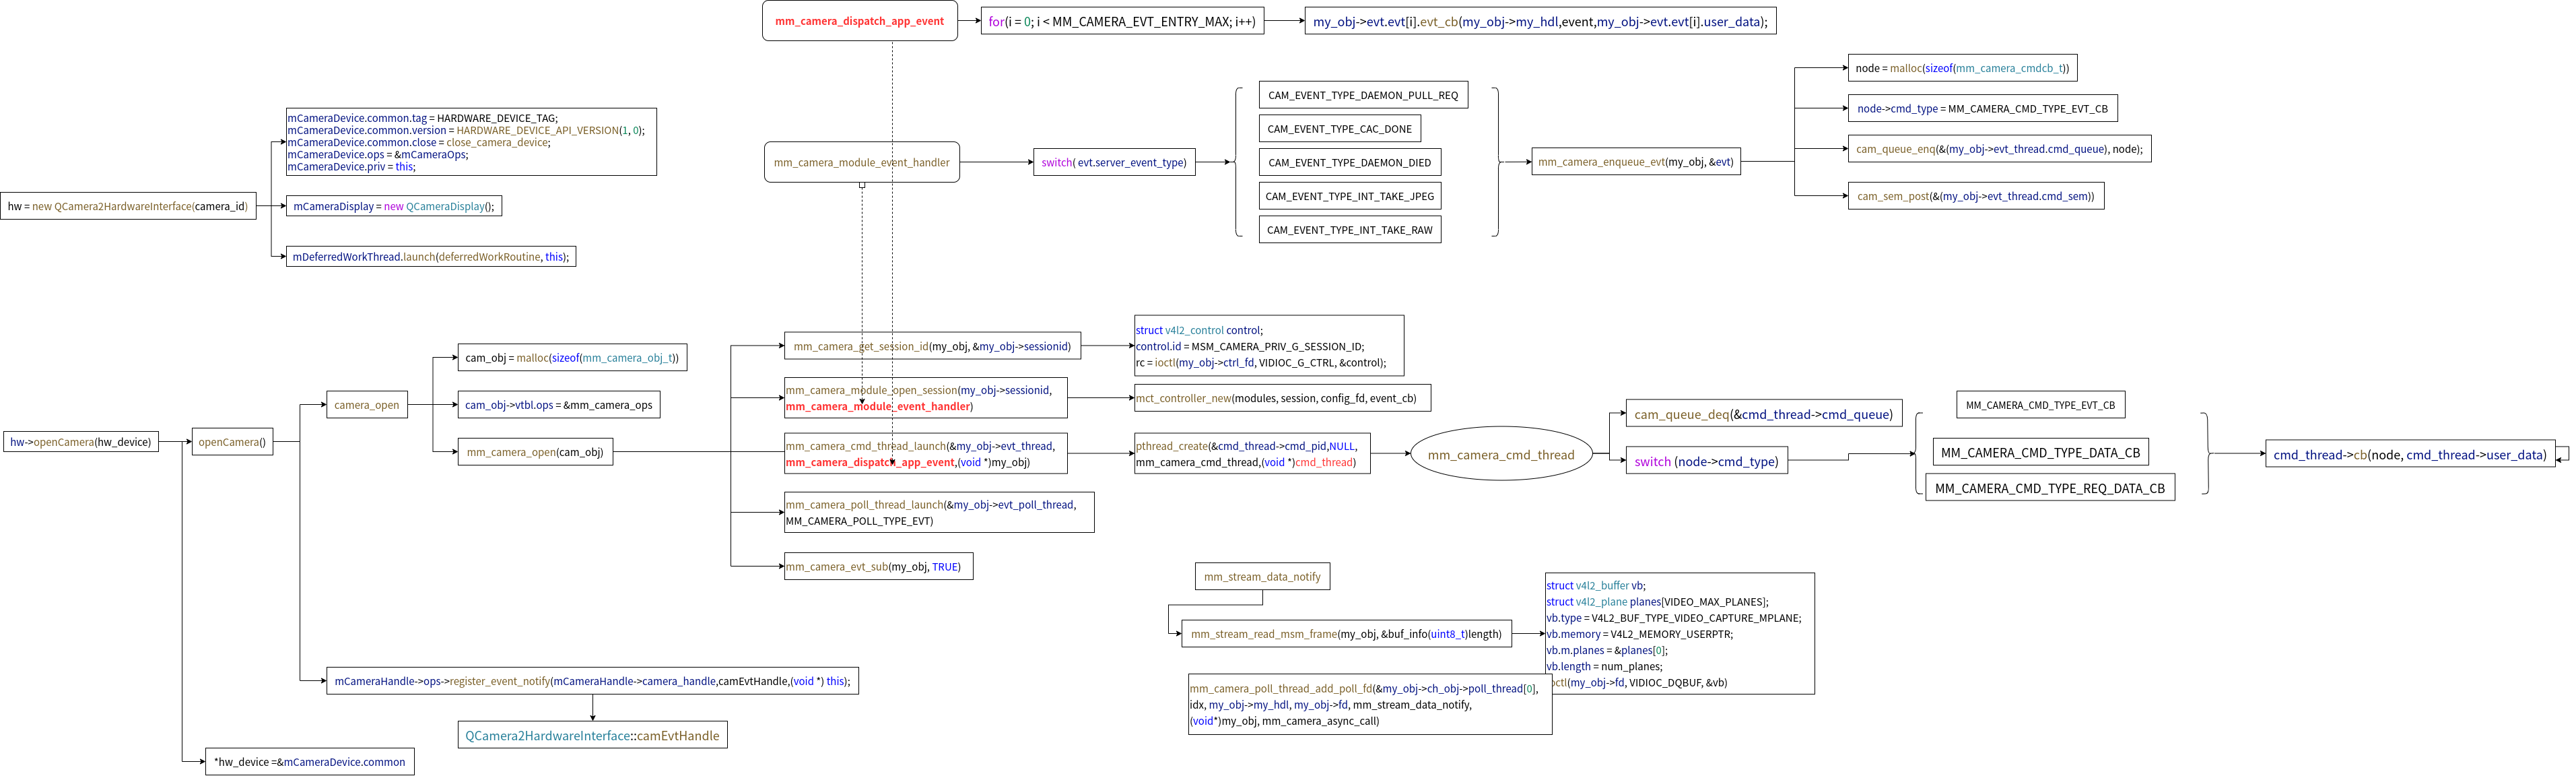 mm_camera_dispatch_app_event
for(i = 0; i < MM_CAMERA_EVT_ENTRY_MAX; i++)
my_obj->evt.evt[i].evt_cb(my_obj->my_hdl,event,my_obj->evt.evt[i].user_data);
mCameraDevice.common.tag = HARDWARE_DEVICE_TAG;
mCameraDevice.common.version = HARDWARE_DEVICE_API_VERSION(1, 0);
mCameraDevice.common.close = close_camera_device;
mCameraDevice.ops = &mCameraOps;
mCameraDevice.priv = this;
hw = new QCamera2HardwareInterface(camera_id)
mCameraDisplay = new QCameraDisplay();
mDeferredWorkThread.launch(deferredWorkRoutine, this);
mm_camera_module_event_handler
switch( evt.server_event_type)
CAM_EVENT_TYPE_DAEMON_PULL_REQ
CAM_EVENT_TYPE_CAC_DONE
CAM_EVENT_TYPE_DAEMON_DIED
CAM_EVENT_TYPE_INT_TAKE_JPEG
CAM_EVENT_TYPE_INT_TAKE_RAW
mm_camera_enqueue_evt(my_obj, &evt)
node = malloc(sizeof(mm_camera_cmdcb_t))
node->cmd_type = MM_CAMERA_CMD_TYPE_EVT_CB
cam_queue_enq(&(my_obj->evt_thread.cmd_queue), node);
cam_sem_post(&(my_obj->evt_thread.cmd_sem))
hw->openCamera(hw_device)
openCamera()
camera_open
cam_obj = malloc(sizeof(mm_camera_obj_t))
cam_obj->vtbl.ops = &mm_camera_ops
mm_camera_open(cam_obj)
mm_camera_get_session_id(my_obj, &my_obj->sessionid)
struct v4l2_control control;
control.id = MSM_CAMERA_PRIV_G_SESSION_ID;
rc = ioctl(my_obj->ctrl_fd, VIDIOC_G_CTRL, &control);
mm_camera_module_open_session(my_obj->sessionid,
mm_camera_module_event_handler)
mct_controller_new(modules, session, config_fd, event_cb)
mm_camera_cmd_thread_launch(&my_obj->evt_thread,
mm_camera_dispatch_app_event,(void *)my_obj)
pthread_create(&cmd_thread->cmd_pid,NULL,
mm_camera_cmd_thread,(void *)cmd_thread)
mm_camera_cmd_thread
cam_queue_deq(&cmd_thread->cmd_queue)
switch (node->cmd_type)
MM_CAMERA_CMD_TYPE_EVT_CB
MM_CAMERA_CMD_TYPE_DATA_CB
MM_CAMERA_CMD_TYPE_REQ_DATA_CB
cmd_thread->cb(node, cmd_thread->user_data)
mm_camera_poll_thread_launch(&my_obj->evt_poll_thread,
MM_CAMERA_POLL_TYPE_EVT)
mm_camera_evt_sub(my_obj, TRUE)
mm_stream_data_notify
mm_stream_read_msm_frame(my_obj, &buf_info(uint8_t)length)
struct v4l2_buffer vb;
struct v4l2_plane planes[VIDEO_MAX_PLANES];
vb.type = V4L2_BUF_TYPE_VIDEO_CAPTURE_MPLANE;
vb.memory = V4L2_MEMORY_USERPTR;
vb.m.planes = &planes[0];
vb.length = num_planes;
octl(my_obj->fd, VIDIOC_DQBUF, &vb)
mm_camera_poll_thread_add_poll_fd(&my_obj->ch_obj->poll_thread[0],
idx, my_obj->my_hdl, my_obj->fd, mm_stream_data_notify,
(void*)my_obj, mm_camera_async_call)
mCameraHandle->ops->register_event_notify(mCameraHandle->camera_handle,camEvtHandle,(void *) this);
QCamera2HardwareInterface::camEvtHandle
*hw_device =&mCameraDevice.common